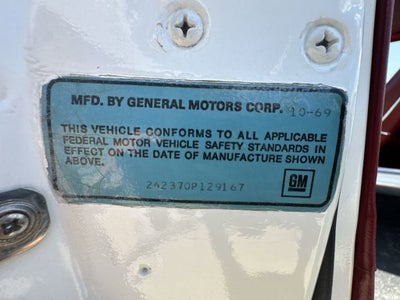 MFD. BY GENERAL MOTORS CORP. 10-69
THIS VEHICLE CONFORMS TO ALL APPLICABLE
FEDERAL MOTOR VEHICLE SAFETY STANDARDS IN
EFFECT ON THE DATE OF MANUFACTURE SHOWN
ABOVE.
242370P129167
GM